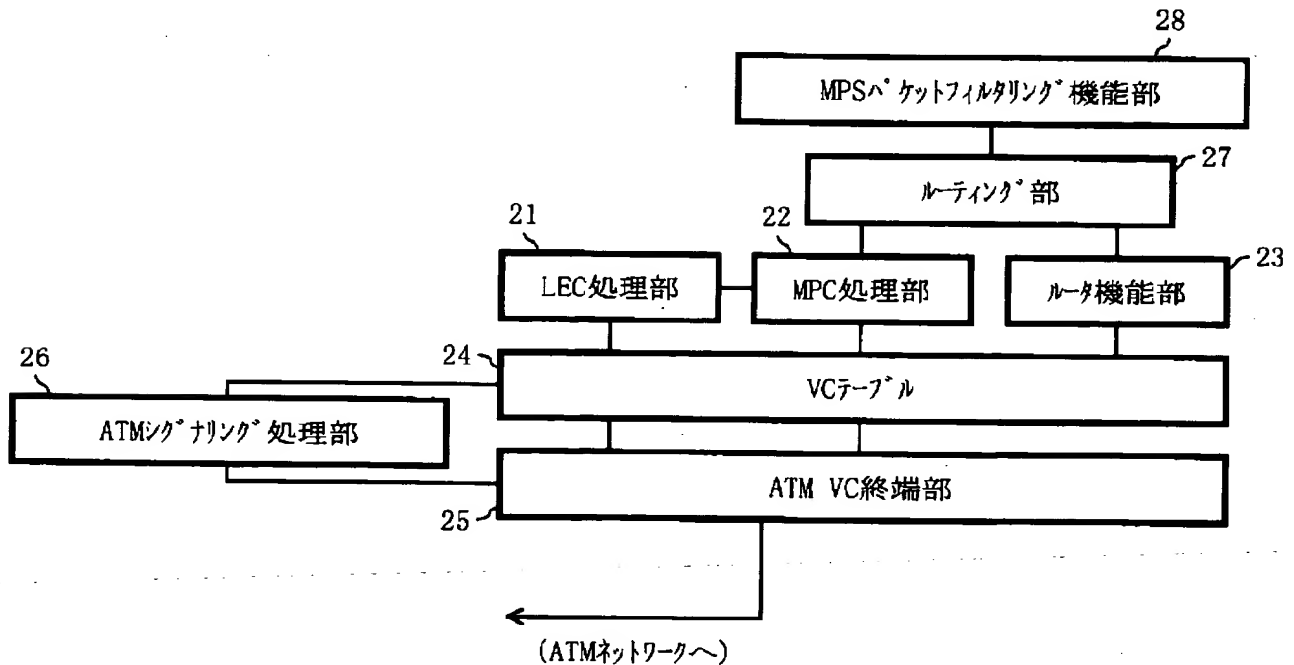 28
MPSﾊﾟｹｯﾄﾌｨﾙﾀﾘﾝｸﾞ機能部
27
ﾙｰﾃｨﾝｸﾞ部
21
22
LEC処理部
MPC処理部
ﾙｰﾀ機能部
23
24
VCﾃｰﾌﾞﾙ
26
ATMｼｸﾞﾅﾘﾝｸﾞ処理部
ATM VC終端部
25
(ATMﾈｯﾄﾜｰｸへ)